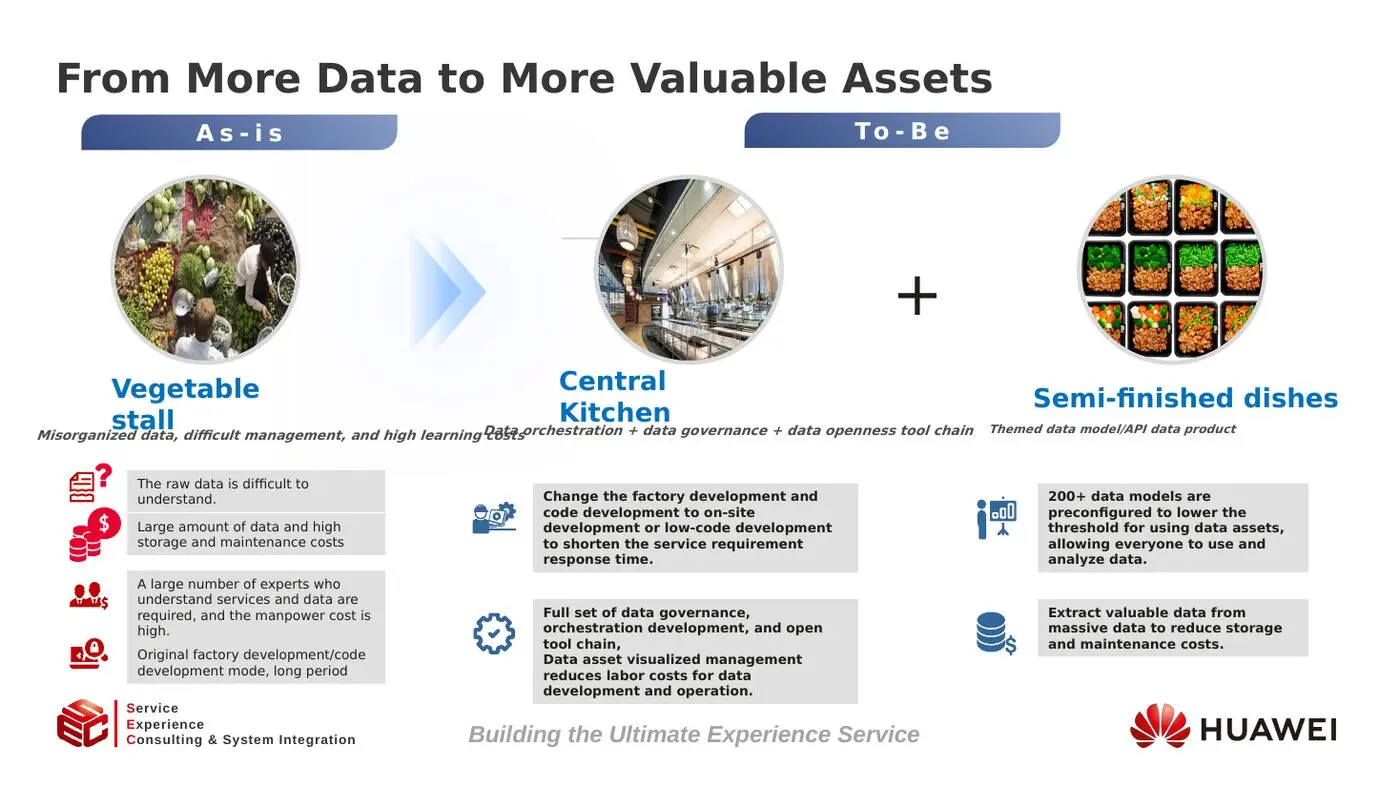 From More Data to More Valuable Assets
As-is
To-Be
Vegetable
stall
Misorganized data, difficult management, and high learning costs
The raw data is difficult to
understand.
Large amount of data and high
storage and maintenance costs
A large number of experts who
understand services and data are
required, and the manpower cost is
high.
Original factory development/code
development mode, long period
Central
Kitchen
Data orchestration + data governance + data openness tool chain
Change the factory development and
code development to on-site
development or low-code development
to shorten the service requirement
response time.
Full set of data governance,
orchestration development, and open
tool chain,
Data asset visualized management
reduces labor costs for data
development and operation.
+
Semi-finished dishes
Themed data model/API data product
200+ data models are
preconfigured to lower the
threshold for using data assets,
allowing everyone to use and
analyze data.
Extract valuable data from
massive data to reduce storage
and maintenance costs.
Service
Experience
Consulting & System Integration
Building the Ultimate Experience Service
HUAWEI